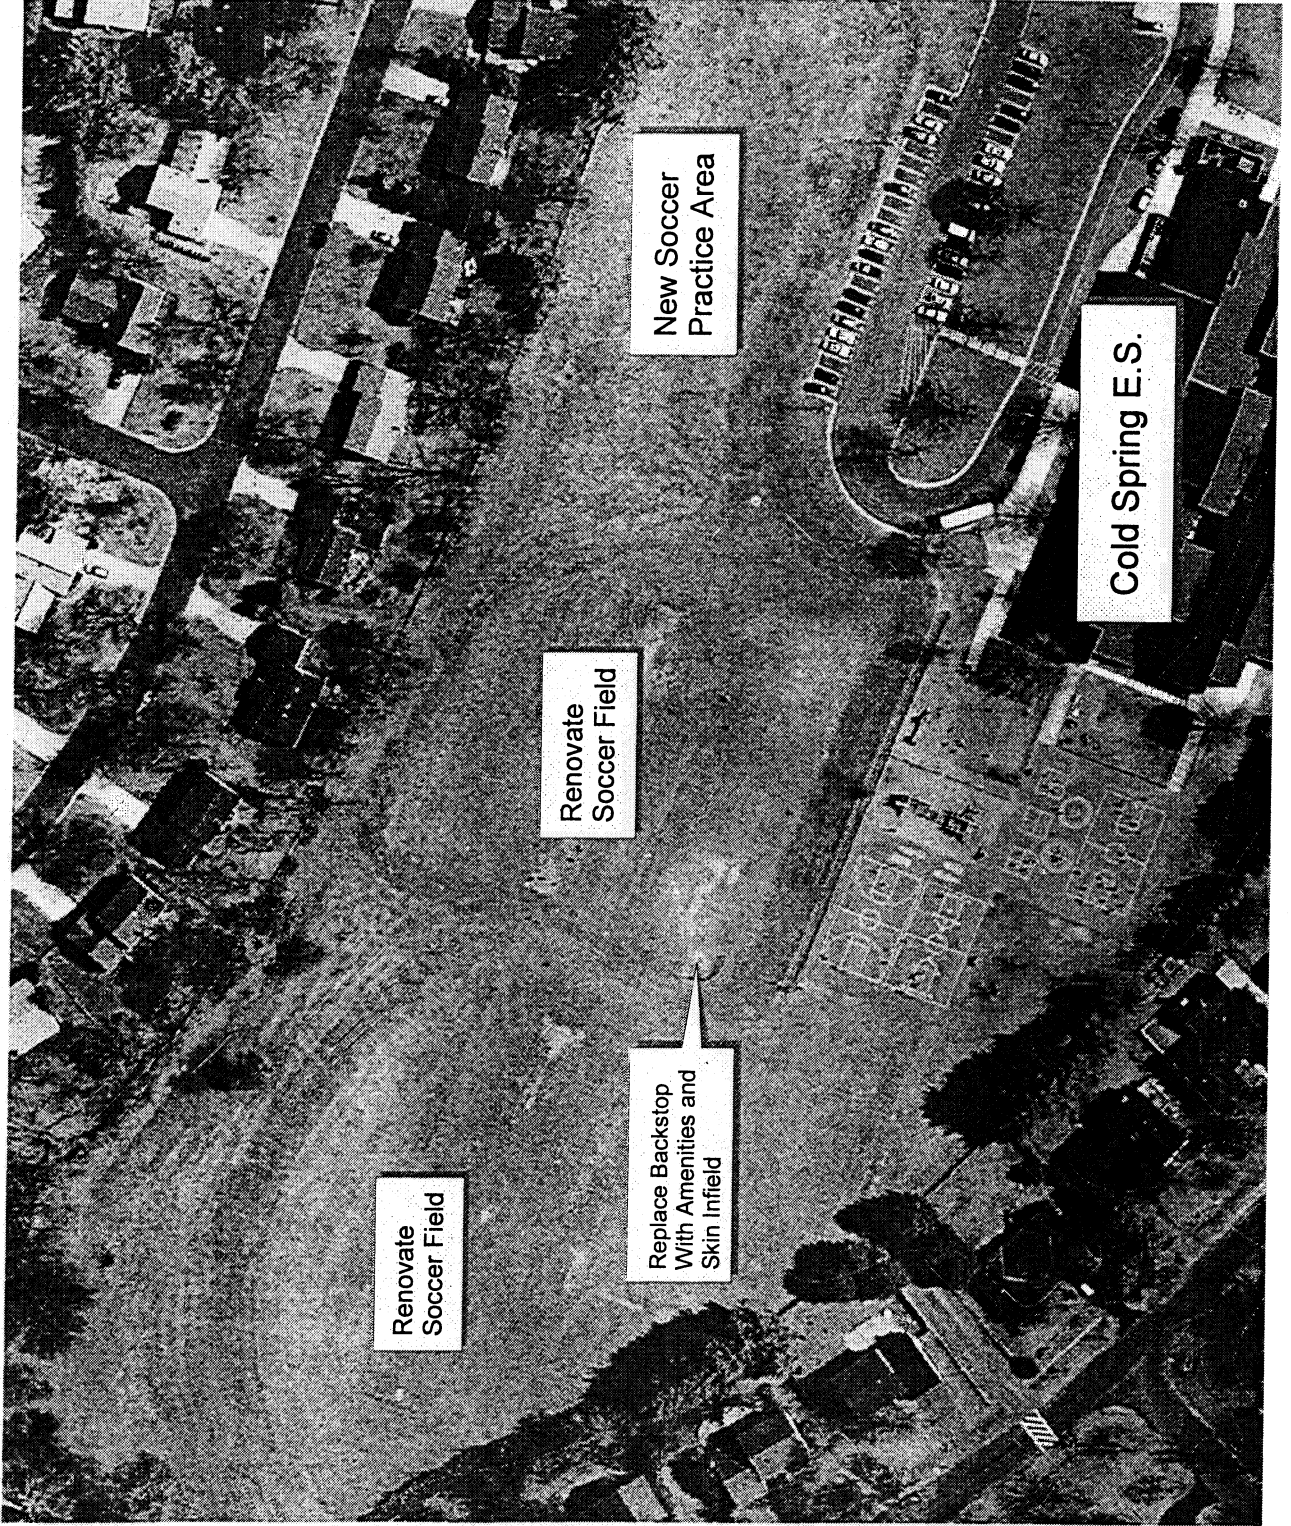 New Soccer
Practice Area
Cold Spring E.S.
Renovate
Soccer Field
Replace Backstop
With Amenities and
Skin Infield
Renovate
Soccer Field